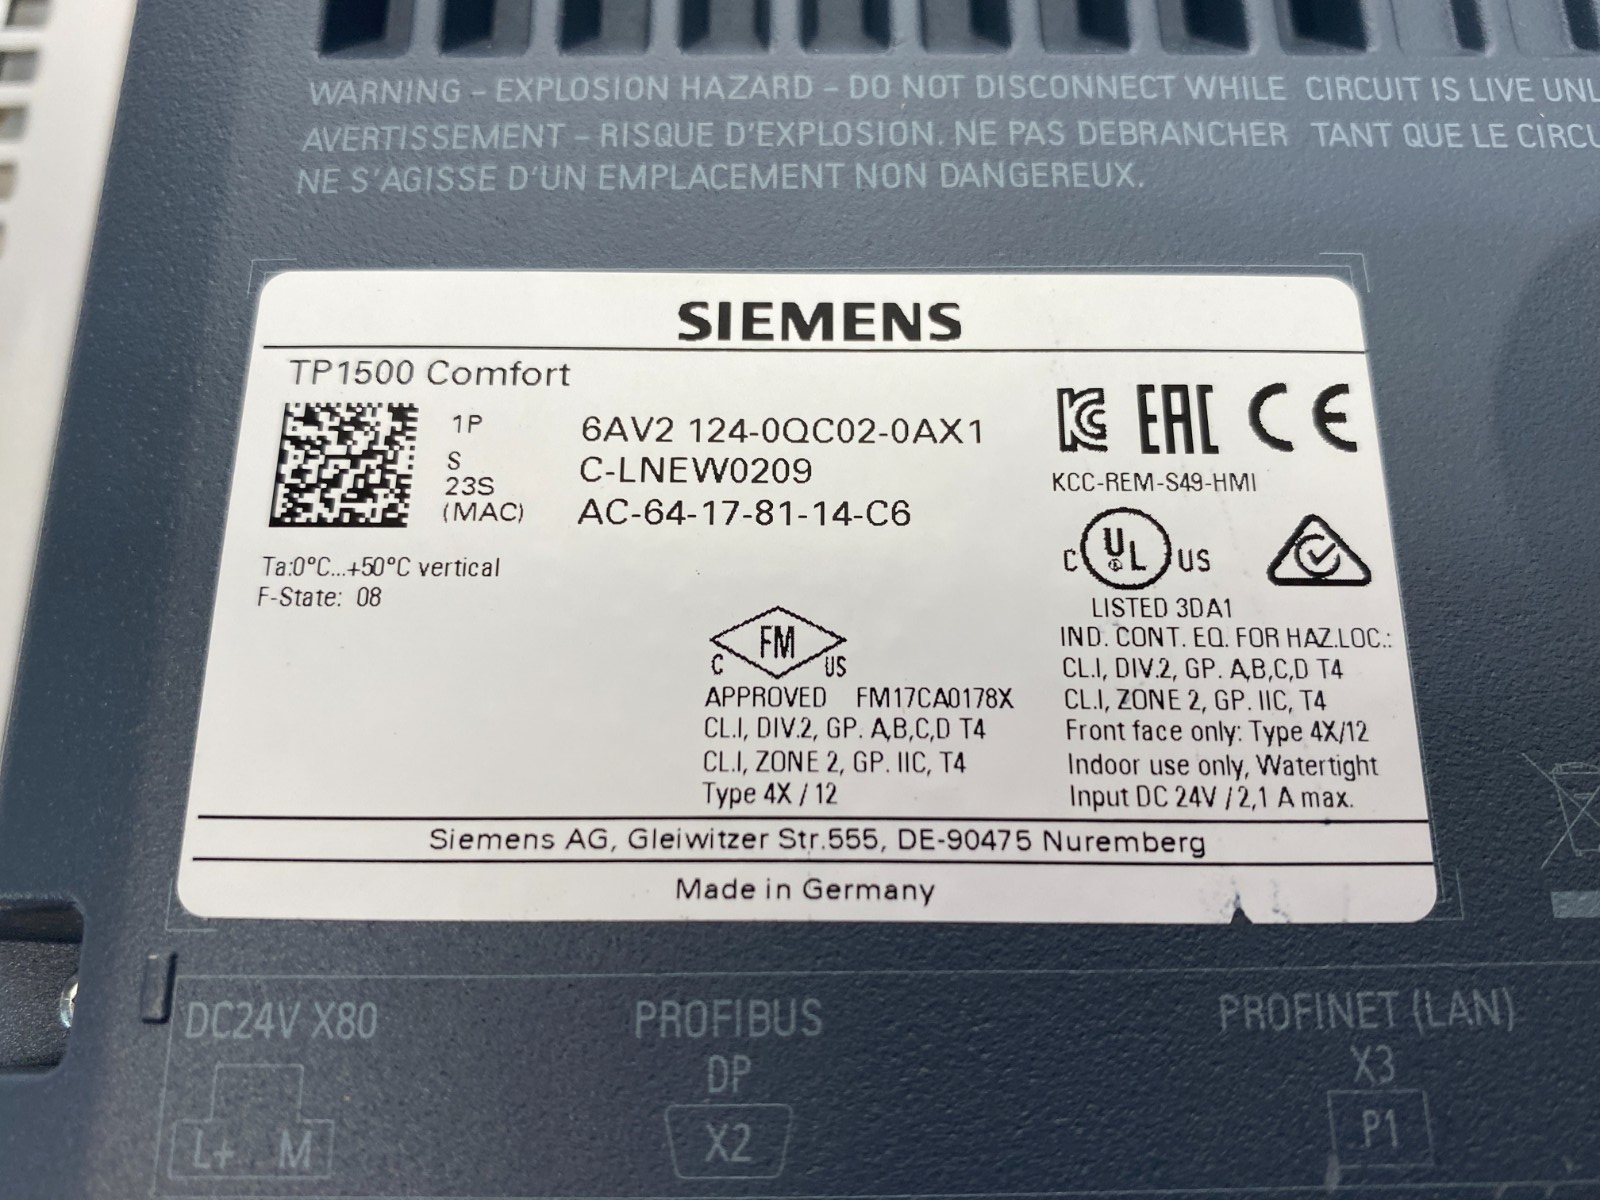 WARNING – EXPLOSION HAZARD – DO NOT DISCONNECT WHILE CIRCUIT IS LIVE UNL
AVERTISSEMENT – RISQUE D'EXPLOSION. NE PAS DEBRANCHER TANT QUE LE CIRCU
NE S'AGISSE D'UN EMPLACEMENT NON DANGEREUX.
SIEMENS
TP1500 Comfort
1P 6AV2 124-0QC02-0AX1
S C-LNEW0209
23S
(MAC) AC-64-17-81-14-C6
Ta:0°C...+50°C vertical
F-State: 08
EAC CE
KCC-REM-S49-HMI
C UL US
LISTED 3DA1
IND. CONT. EQ. FOR HAZ.LOC.:
CL.I, DIV.2, GP. A,B,C,D T4
CL.I, ZONE 2, GP. IIC, T4
Front face only: Type 4X/12
Indoor use only, Watertight
Input DC 24V / 2,1 A max.
FM
C US
APPROVED FM17CA0178X
CL.I, DIV.2, GP. A,B,C,D T4
CL.I, ZONE 2, GP. IIC, T4
Type 4X / 12
Siemens AG, Gleiwitzer Str.555, DE-90475 Nuremberg
Made in Germany
DC24V X80
L+ M
PROFIBUS
DP
X2
PROFINET (LAN)
X3
P1